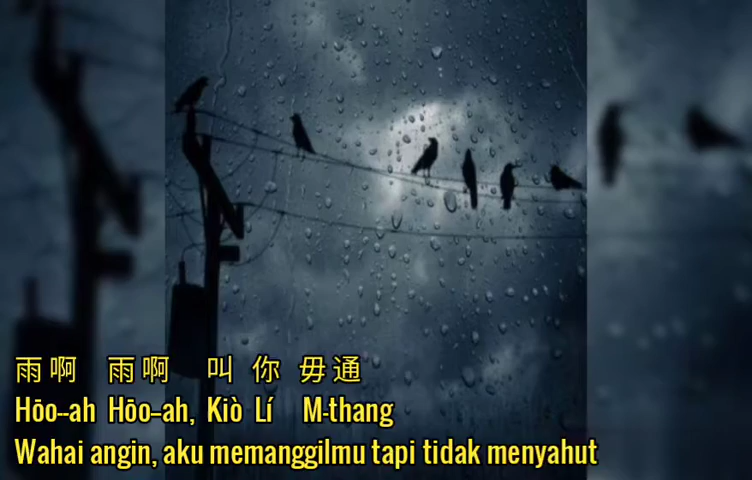 雨啊 雨啊 叫 你 毋通
Hōo--ah Hōo--ah, Kiò Lí M-thang
Wahai angin, aku memanggilmu tapi tidak menyahut